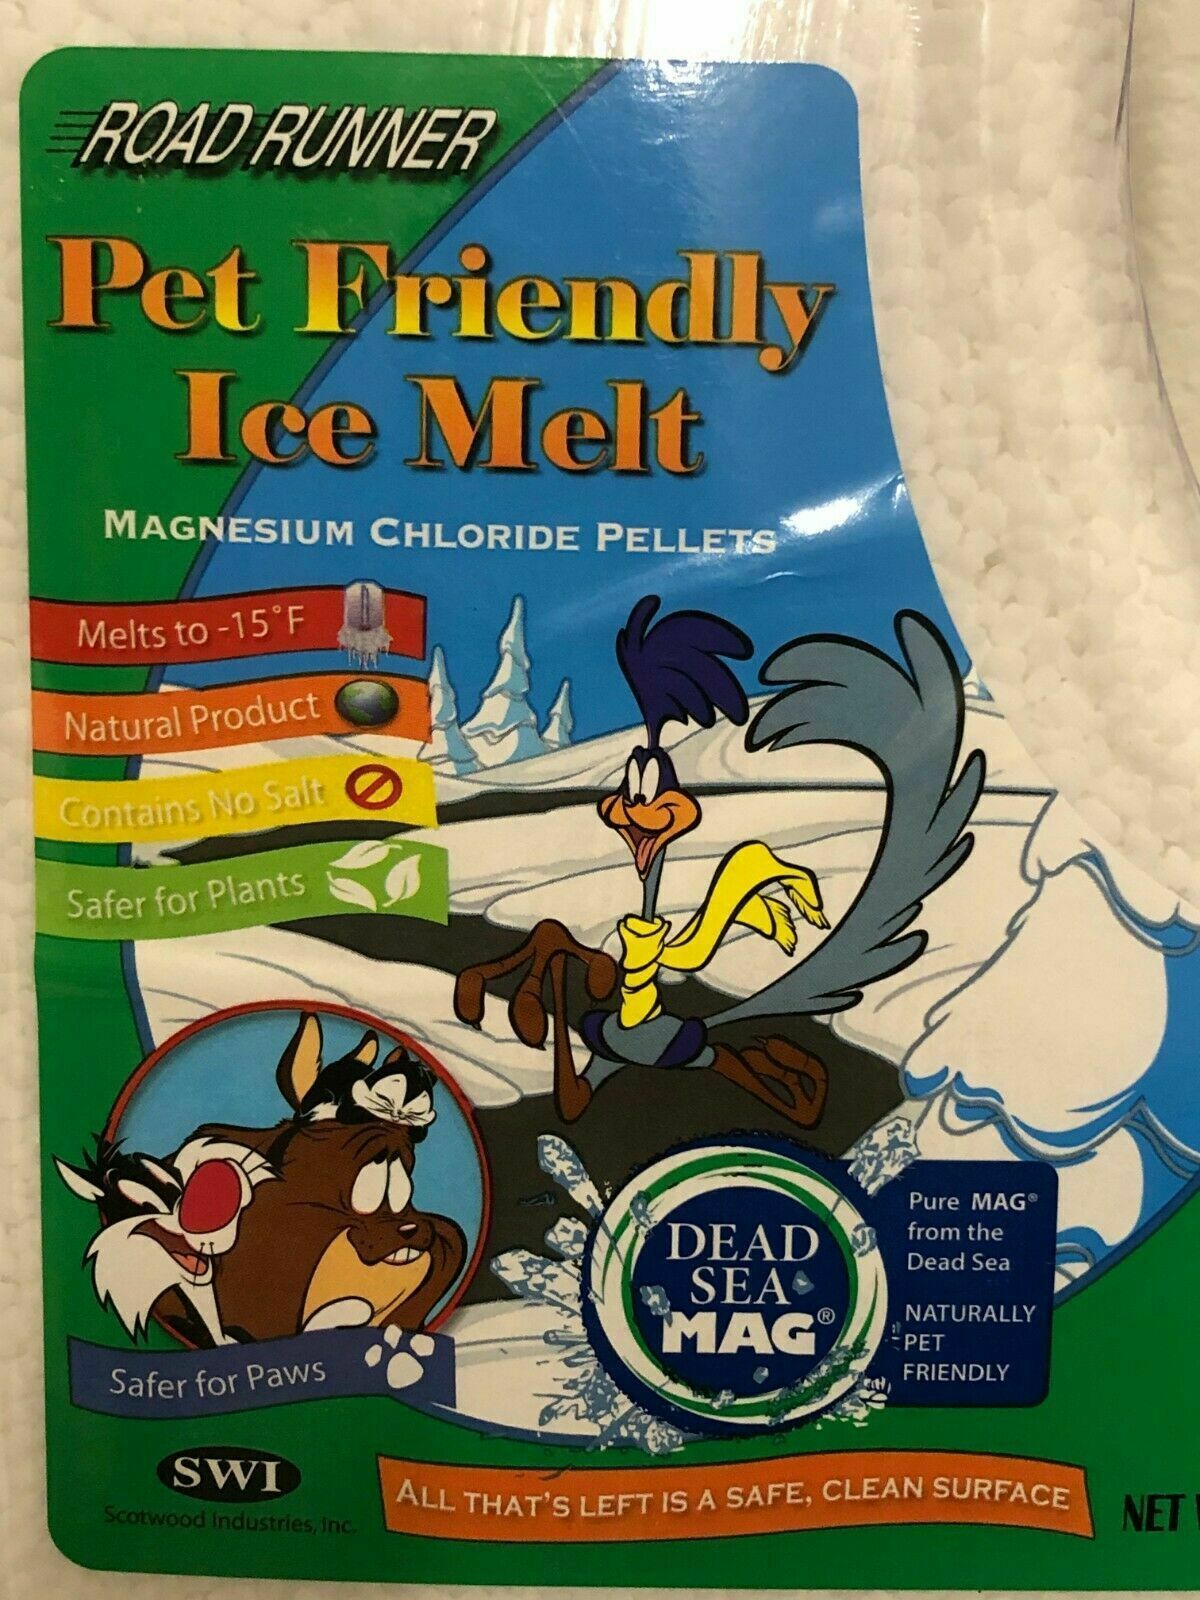 ROAD RUNNER
Pet Friendly
Ice Melt
MAGNESIUM CHLORIDE PELLETS
Melts to -15°F
Natural Product
Contains No Salt
Safer for Plants
Safer for Paws
DEAD
SEA
MAG®
Pure MAG®
from the
Dead Sea
NATURALLY
PET
FRIENDLY
SWI
Scotwood Industries, Inc.
ALL THAT'S LEFT IS A SAFE, CLEAN SURFACE
NET